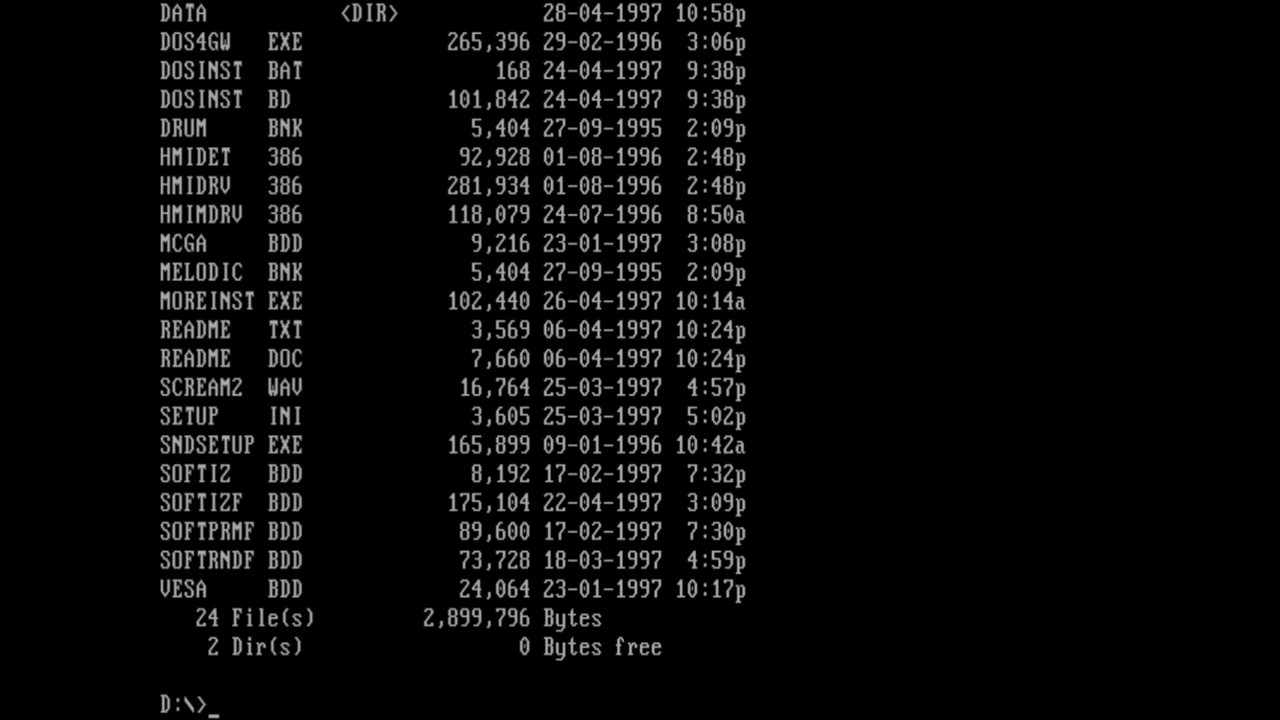 DATA <DIR> 28-04-1997 10:58p
DOS4GW EXE 265,396 29-02-1996 3:06p
DOSINST BAT 168 24-04-1997 9:38p
DOSINST BD 101,842 24-04-1997 9:38p
DRUM BNK 5,404 27-09-1995 2:09p
HMIDET 386 92,928 01-08-1996 2:48p
HMIDRV 386 281,934 01-08-1996 2:48p
HMIMDRV 386 118,079 24-07-1996 8:50a
MCGA BDD 9,216 23-01-1997 3:08p
MELODIC BNK 5,404 27-09-1995 2:09p
MOREINST EXE 102,440 26-04-1997 10:14a
README TXT 3,569 06-04-1997 10:24p
README DOC 7,660 06-04-1997 10:24p
SCREAM2 WAV 16,764 25-03-1997 4:57p
SETUP INI 3,605 25-03-1997 5:02p
SNDSETUP EXE 165,899 09-01-1996 10:42a
SOFTIZ BDD 8,192 17-02-1997 7:32p
SOFTIZF BDD 175,104 22-04-1997 3:09p
SOFTPRMF BDD 89,600 17-02-1997 7:30p
SOFTRNDF BDD 73,728 18-03-1997 4:59p
VESA BDD 24,064 23-01-1997 10:17p
24 File(s) 2,899,796 Bytes
2 Dir(s) 0 Bytes free
D:\>_